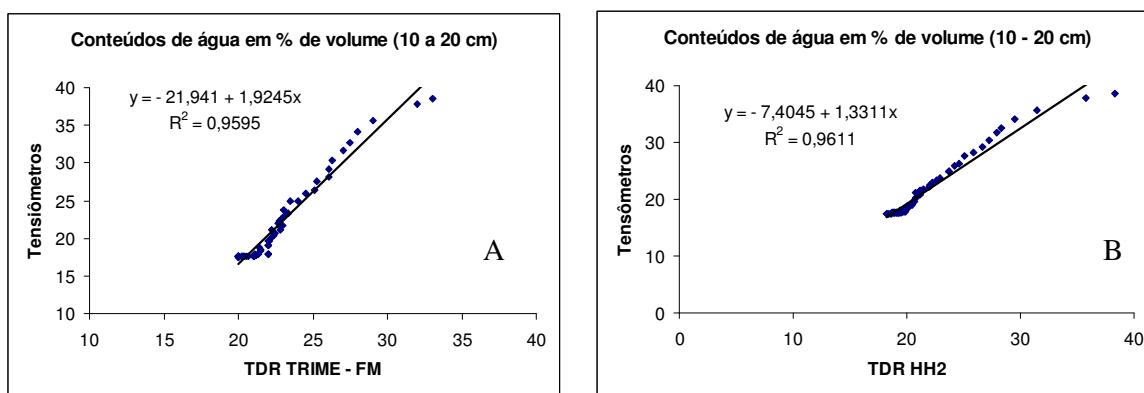 Conteúdos de água em % de volume (10 a 20 cm)
y = - 21,941 + 1,9245x
R² = 0,9595
Tensiômetros
40
35
30
25
20
15
10
10 15 20 25 30 35 40
TDR TRIME - FM
A
Conteúdos de água em % de volume (10 - 20 cm)
y = - 7,4045 + 1,3311x
R² = 0,9611
Tensômetros
40
30
20
10
0
0 10 20 30 40
TDR HH2
B